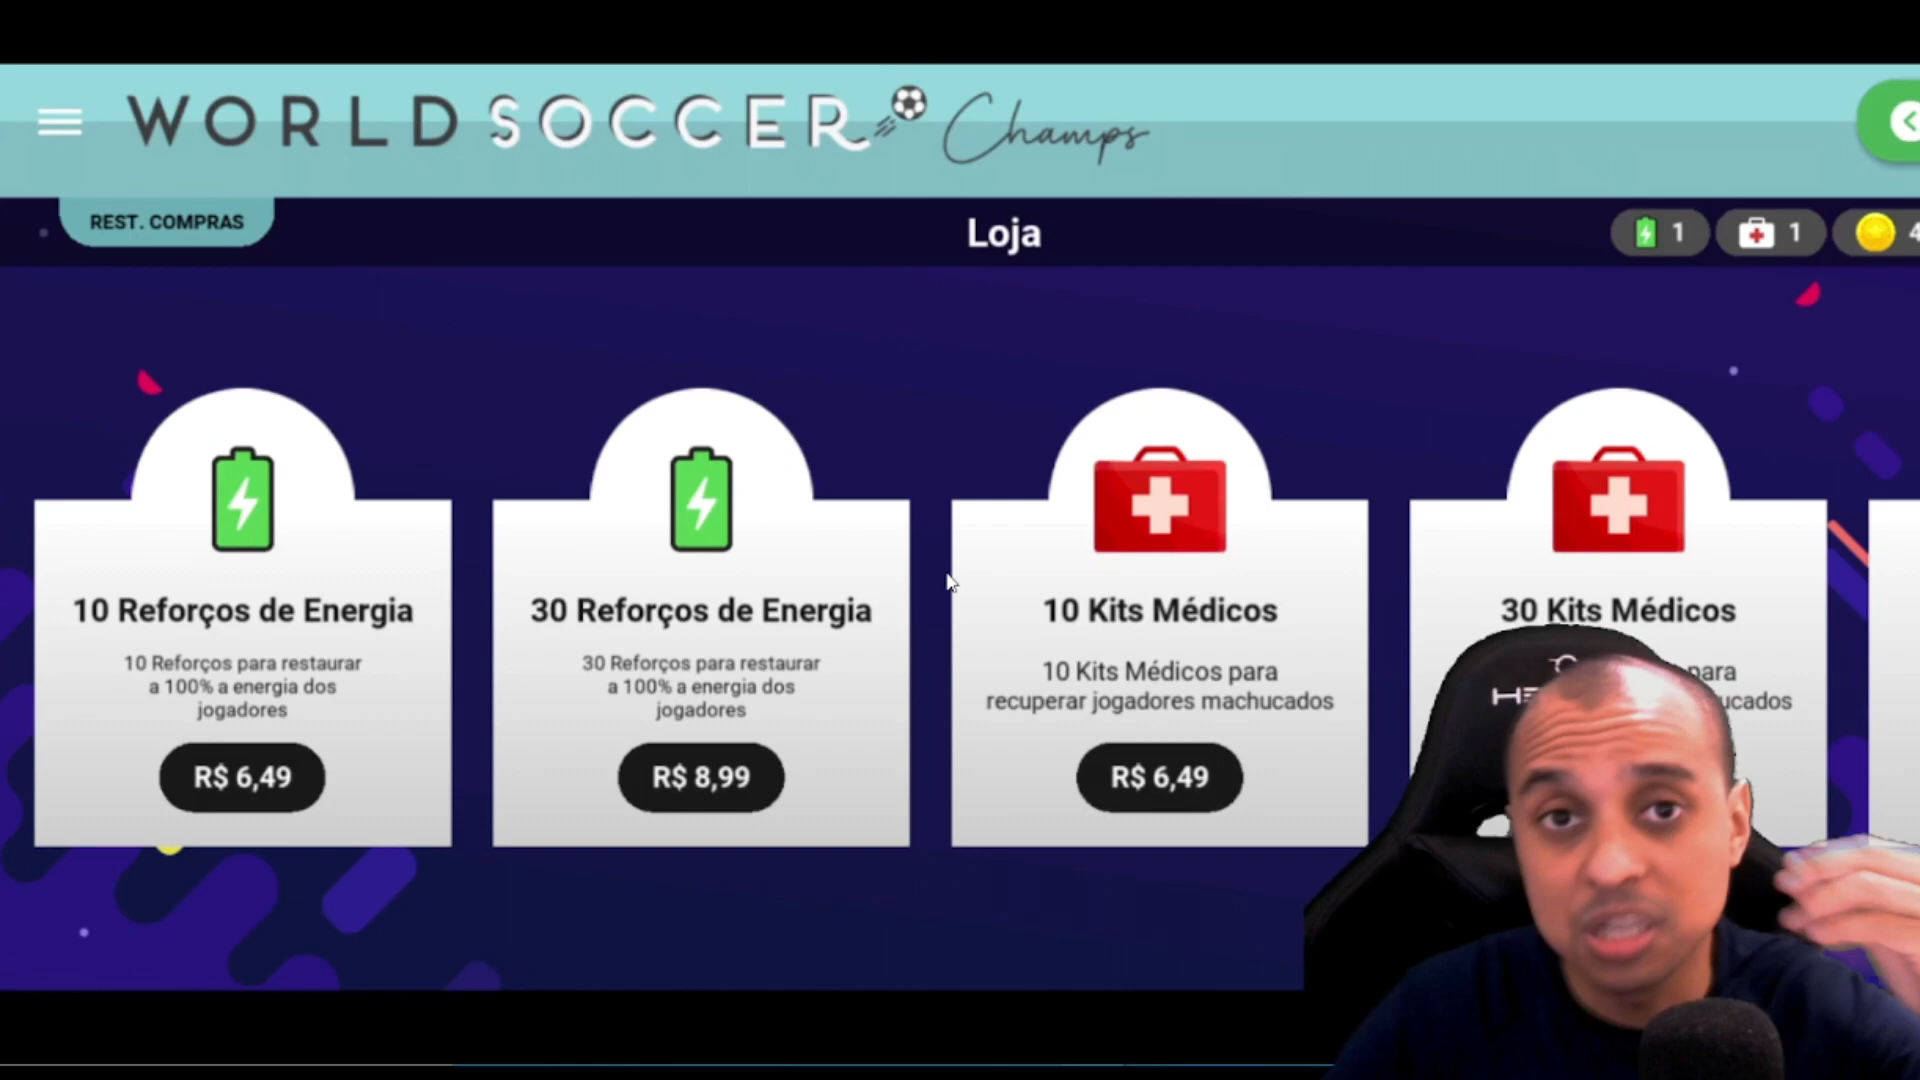 WORLD SOCCER Champs
REST. COMPRAS
Loja
1
1
4
10 Reforços de Energia
10 Reforços para restaurar
a 100% a energia dos
jogadores
R$ 6,49
30 Reforços de Energia
30 Reforços para restaurar
a 100% a energia dos
jogadores
R$ 8,99
10 Kits Médicos
10 Kits Médicos para
recuperar jogadores machucados
R$ 6,49
30 Kits Médicos
para